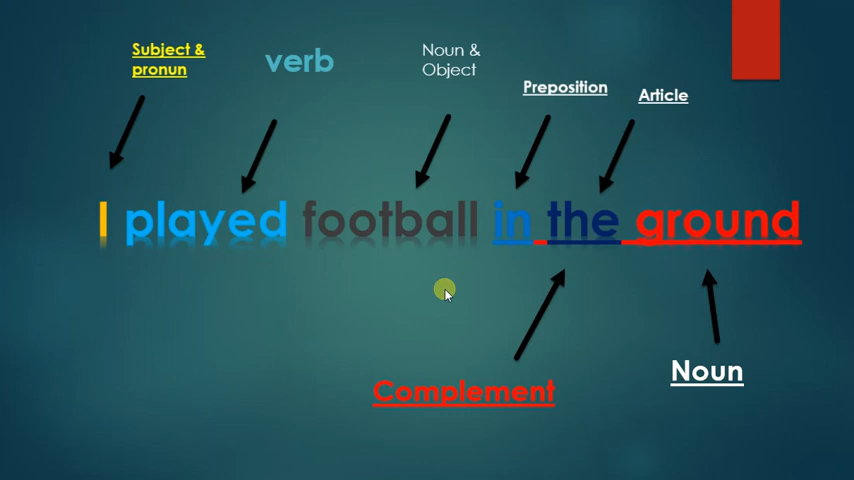 Subject &
pronun
verb
Noun &
Object
Preposition
Article
I played football in the ground
Complement
Noun